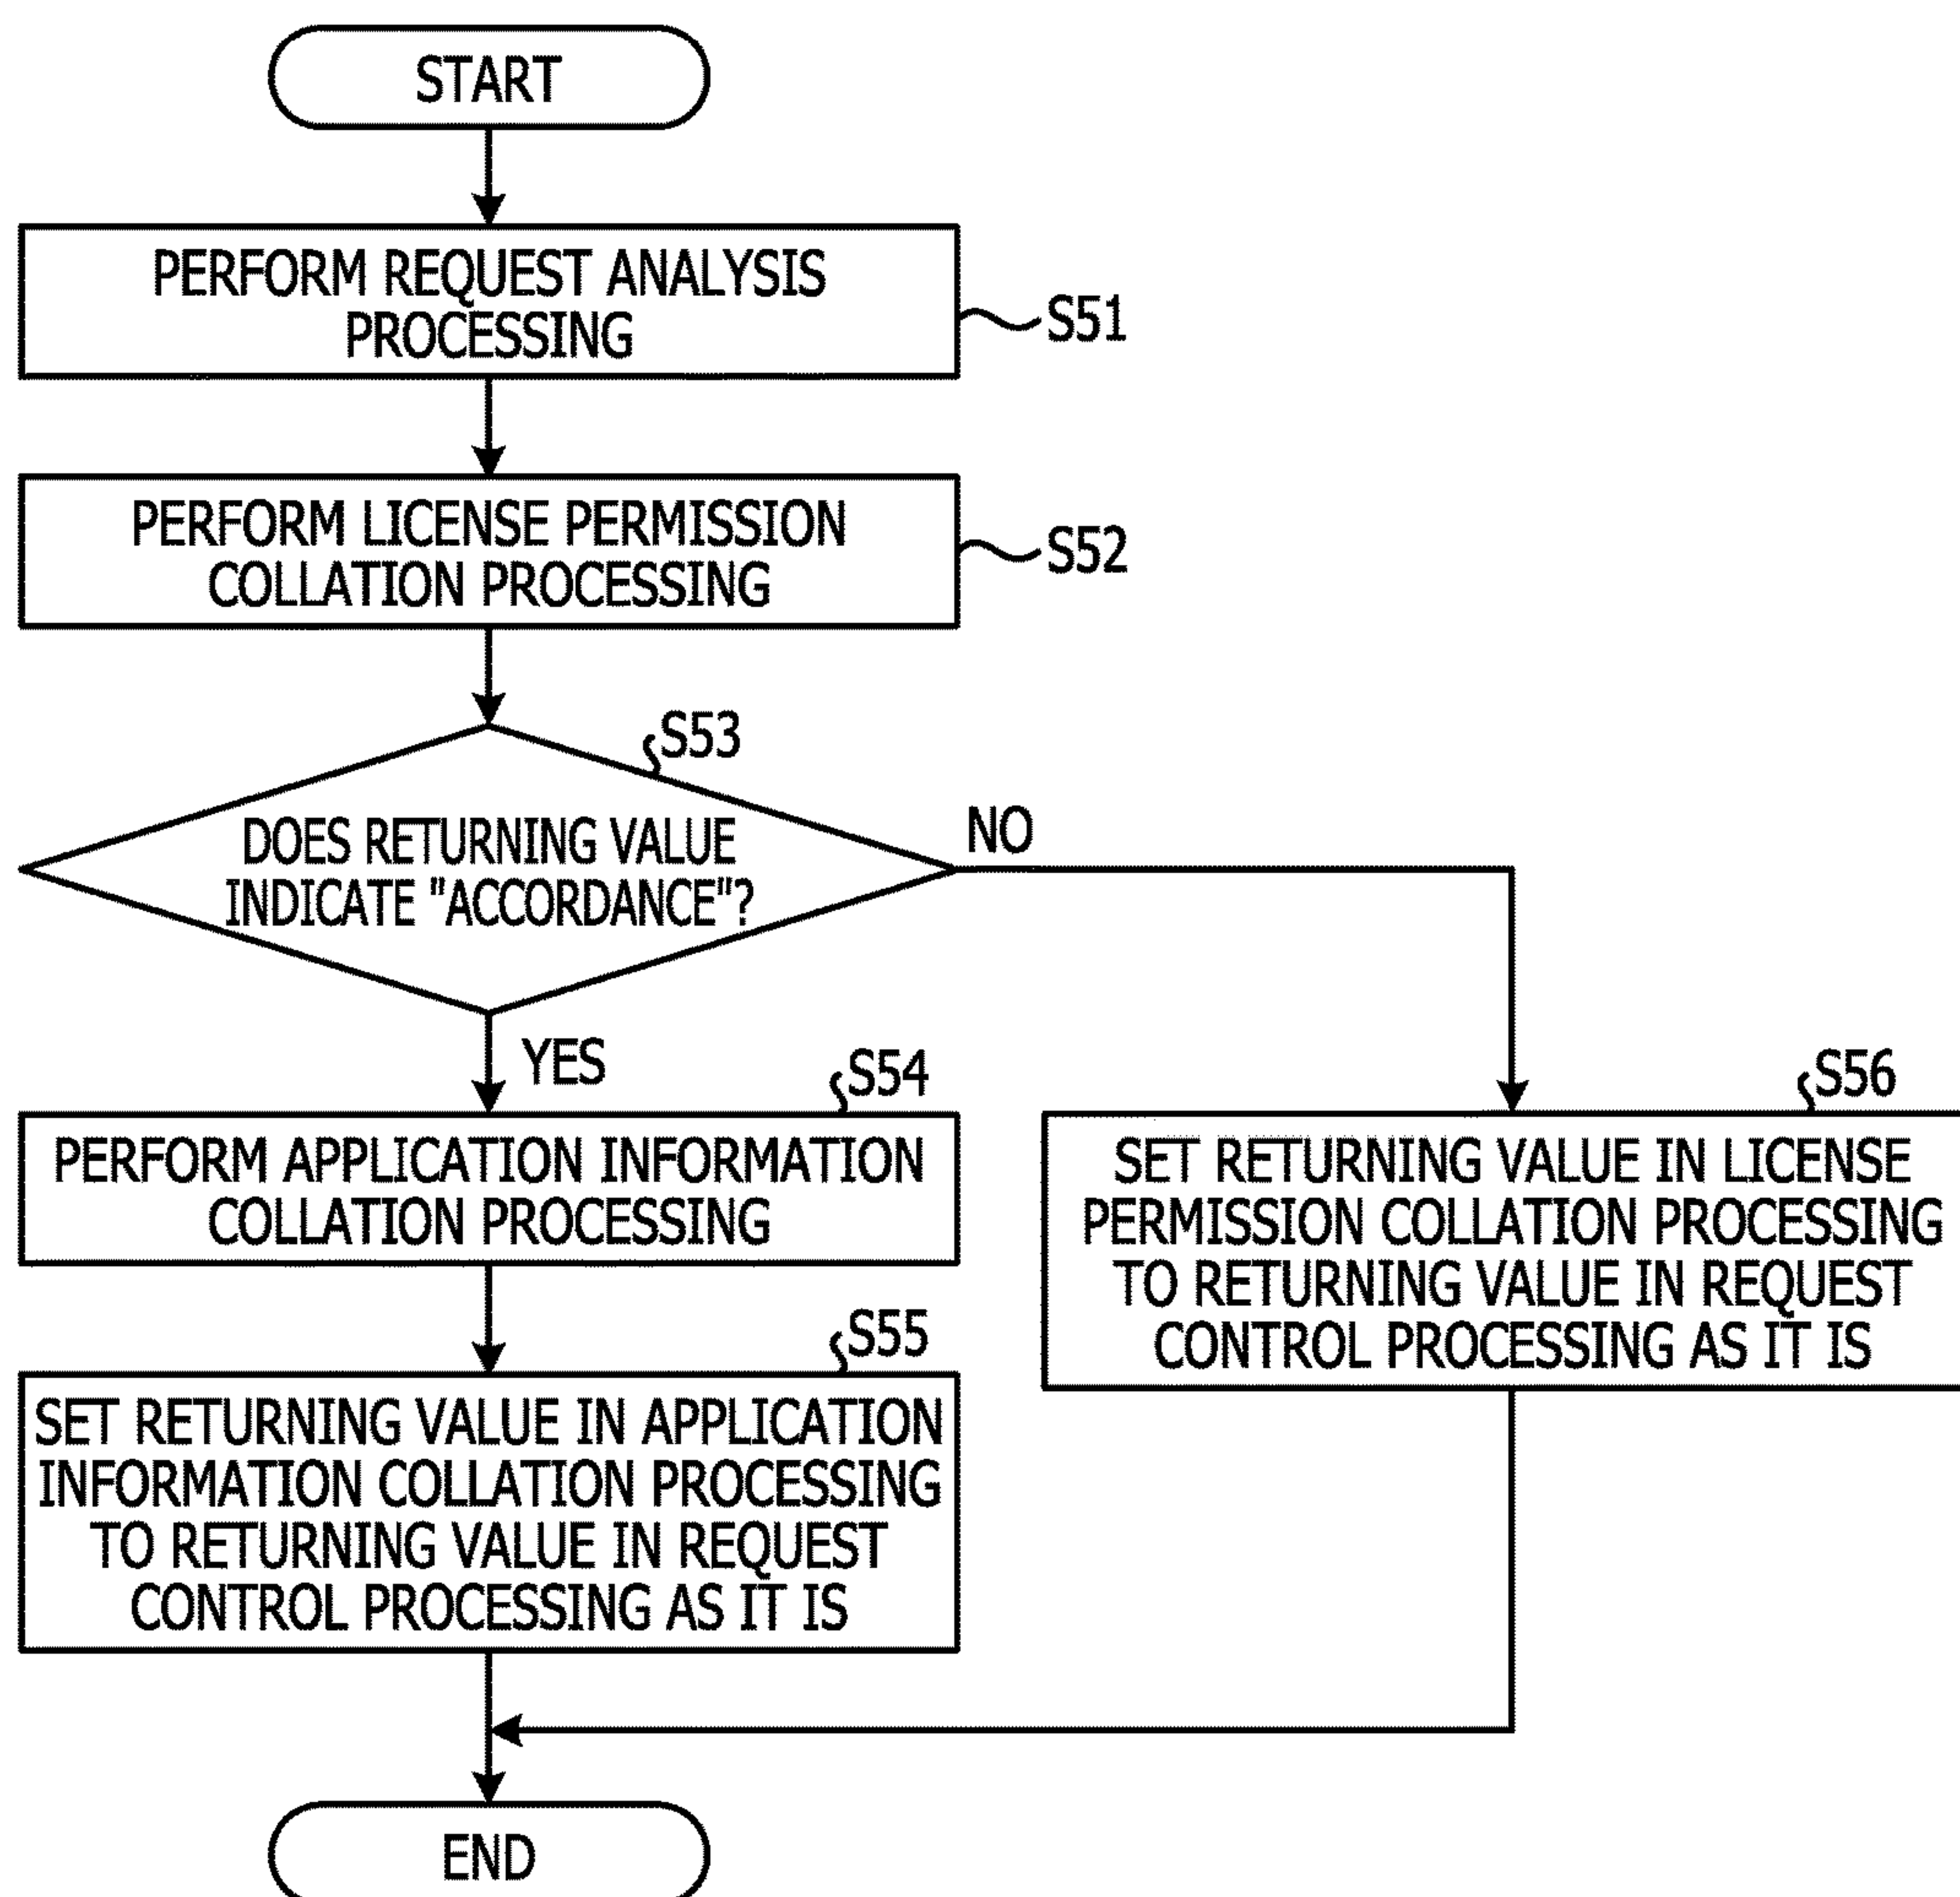 START
PERFORM REQUEST ANALYSIS
PROCESSING
S51
PERFORM LICENSE PERMISSION
COLLATION PROCESSING
S52
S53
DOES RETURNING VALUE
INDICATE "ACCORDANCE"?
NO
YES
S54
PERFORM APPLICATION INFORMATION
COLLATION PROCESSING
S56
SET RETURNING VALUE IN LICENSE
PERMISSION COLLATION PROCESSING
TO RETURNING VALUE IN REQUEST
CONTROL PROCESSING AS IT IS
S55
SET RETURNING VALUE IN APPLICATION
INFORMATION COLLATION PROCESSING
TO RETURNING VALUE IN REQUEST
CONTROL PROCESSING AS IT IS
END